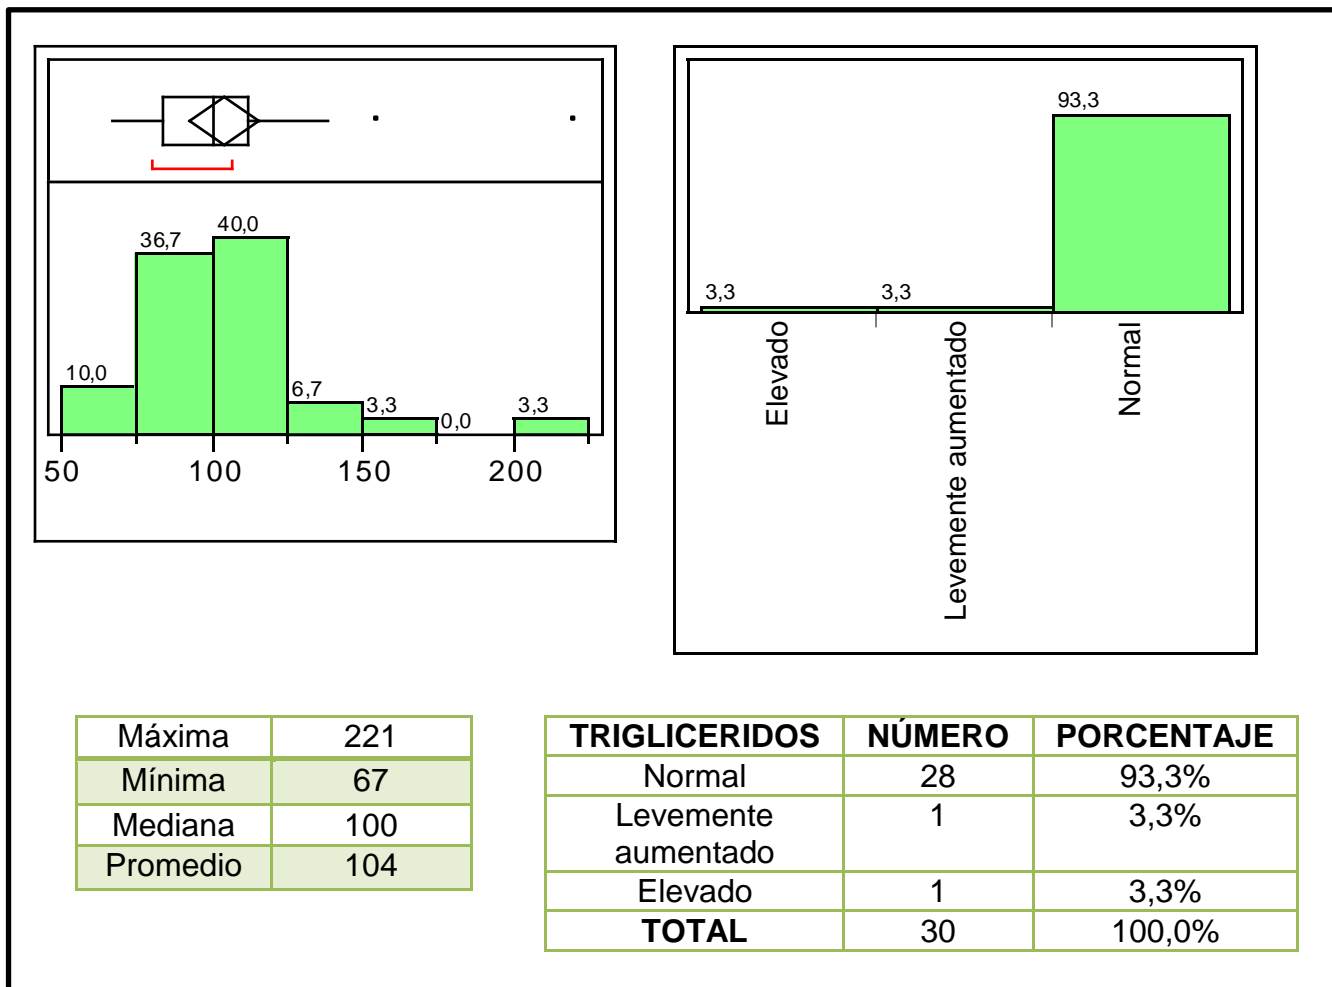 10,0
36,7
40,0
6,7
3,3
0,0
3,3
50 100 150 200
3,3
3,3
93,3
Elevado
Levemente aumentado
Normal
Máxima 221
Mínima 67
Mediana 100
Promedio 104
TRIGLICERIDOS NÚMERO PORCENTAJE
Normal 28 93,3%
Levemente 1 3,3%
aumentado
Elevado 1 3,3%
TOTAL 30 100,0%